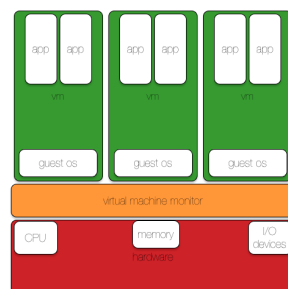 app app app app app app
vm vm vm
guest os guest os guest os
virtual machine monitor
CPU memory I/O
devices
hardware